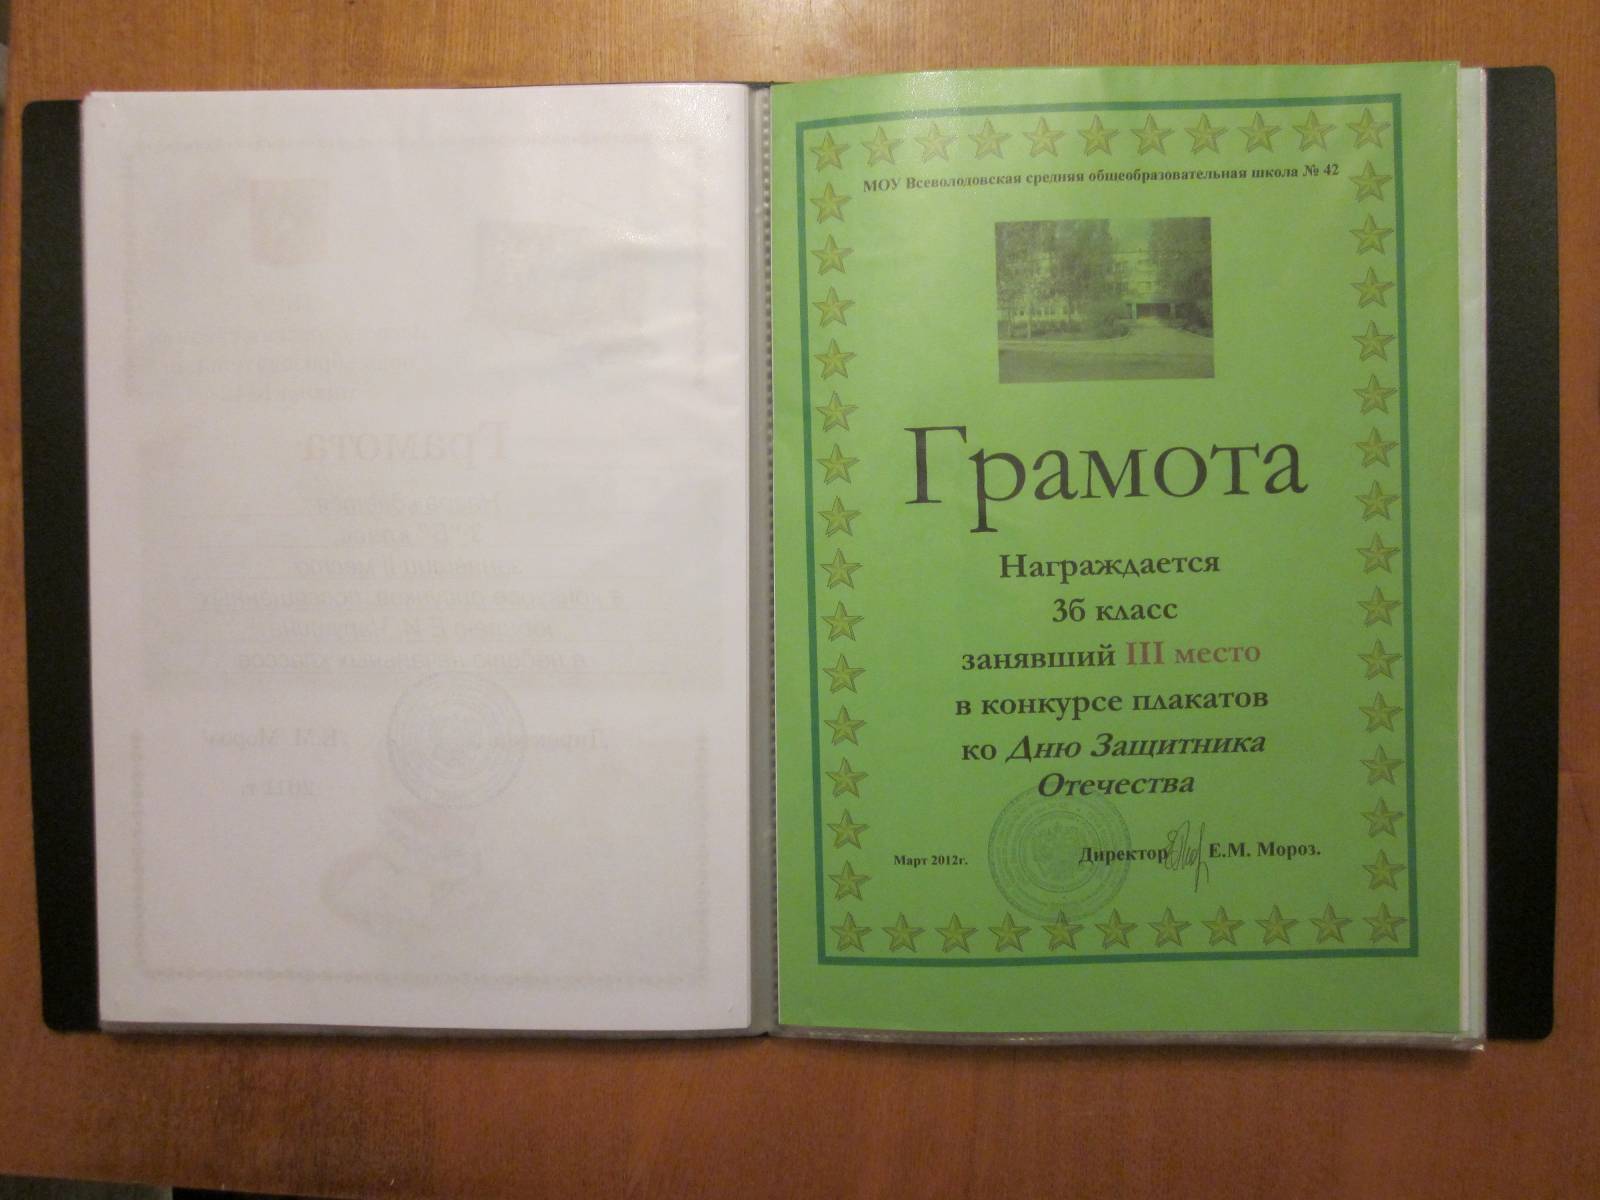 МОУ Всеволодовская средняя общеобразовательная школа № 42
Грамота
Награждается
3б класс
занявший III место
в конкурсе плакатов
ко Дню Защитника
Отечества
Март 2012г.
Директор Е.М. Мороз.